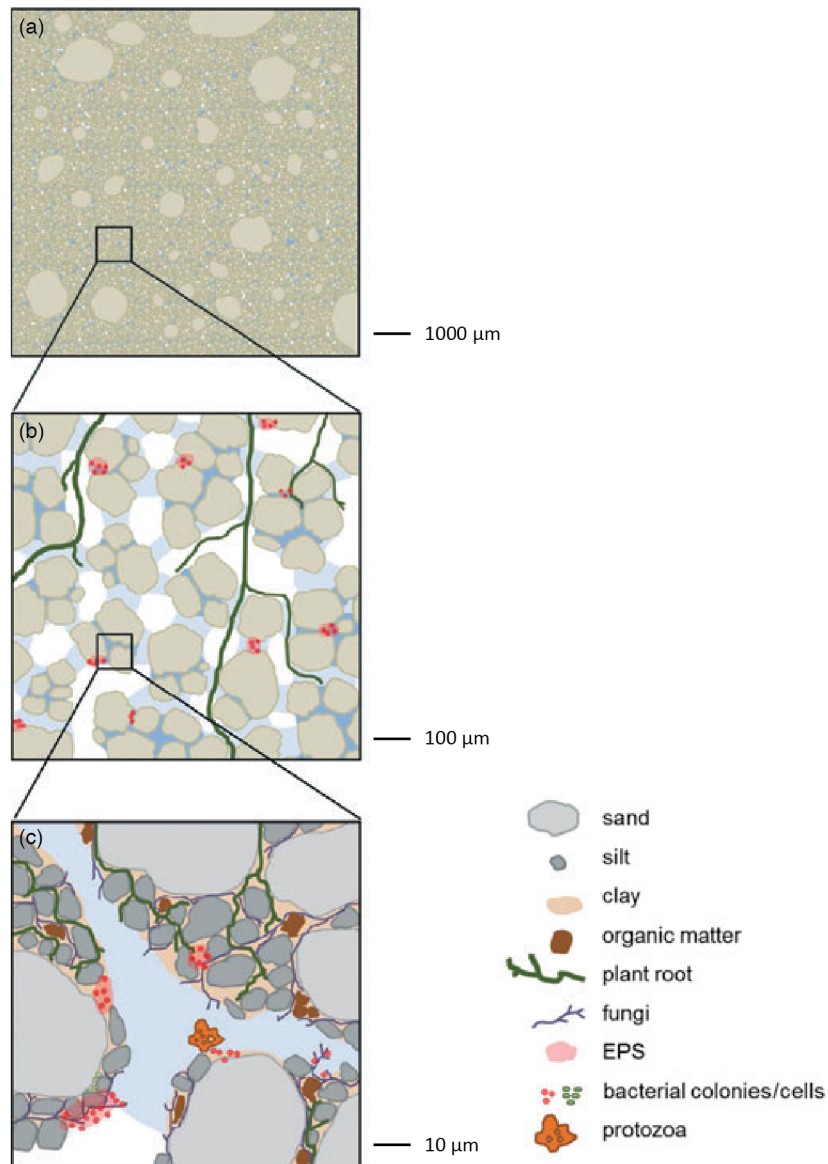 (a)
1000 µm
(b)
100 µm
(c)
sand
silt
clay
organic matter
plant root
fungi
EPS
bacterial colonies/cells
protozoa
10 µm